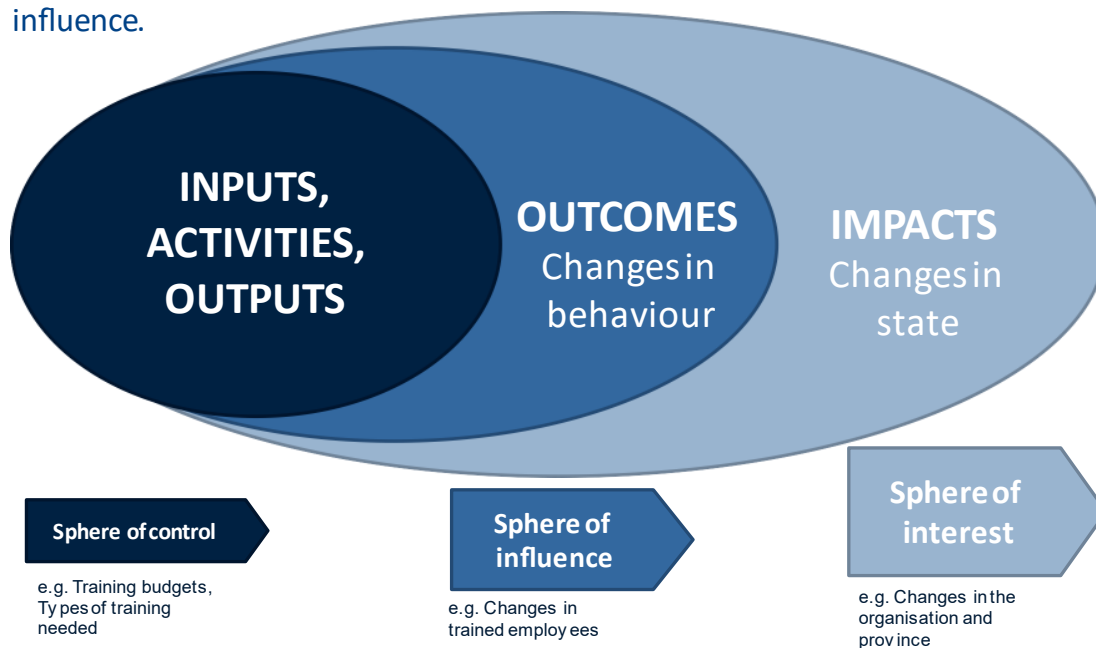 influence.
INPUTS,
ACTIVITIES,
OUTPUTS
OUTCOMES
Changes in
behaviour
IMPACTS
Changes in
state
Sphere of control
e.g. Training budgets,
Types of training
needed
Sphere of
influence
e.g. Changes in
trained employees
Sphere of
interest
e.g. Changes in the
organisation and
province